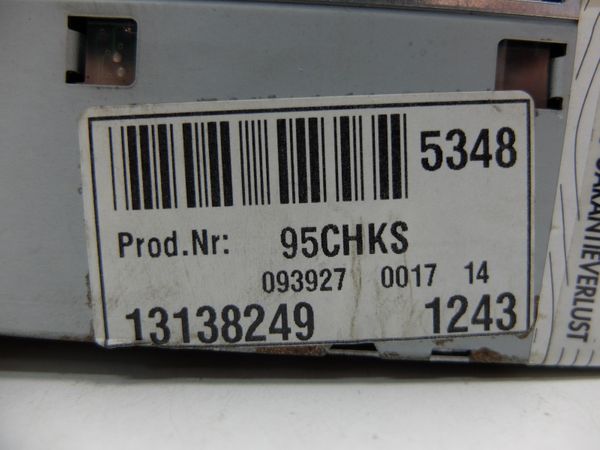 5348
Prod.Nr: 95CHKS
093927 0017 14
13138249 1243
GARANTIEVERLUST